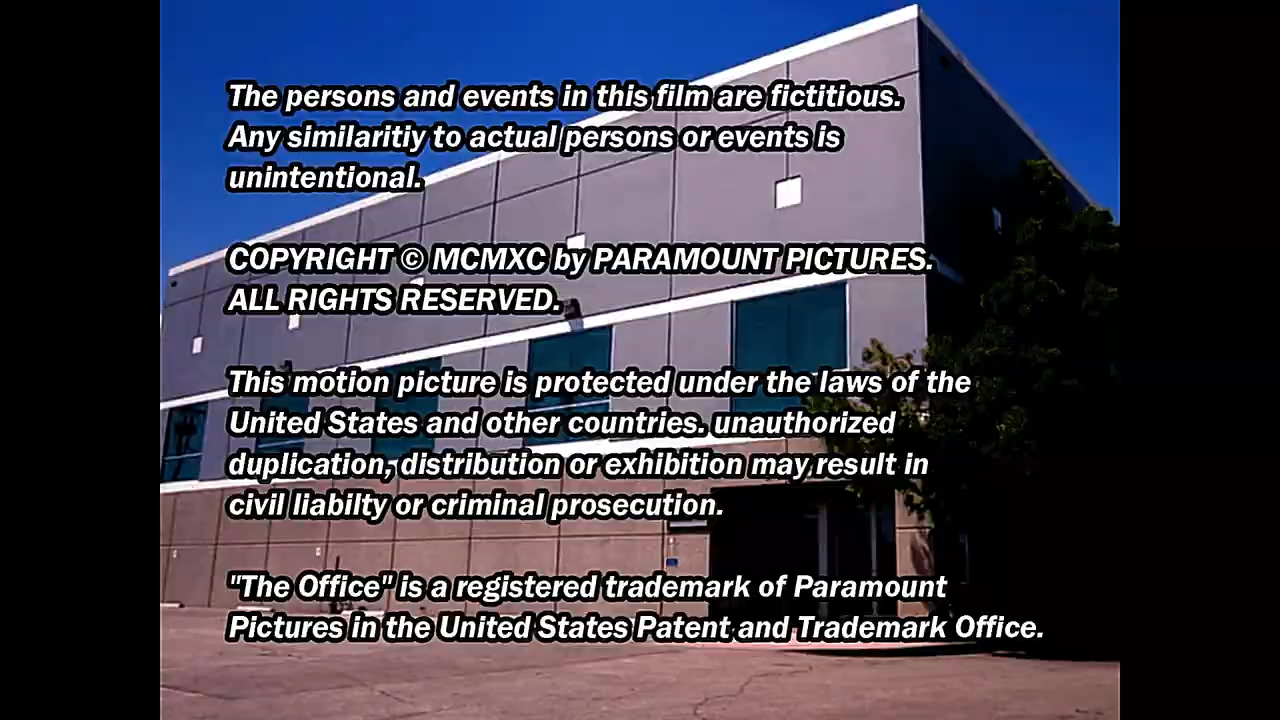 The persons and events in this film are fictitious.
Any similaritiy to actual persons or events is
unintentional.
COPYRIGHT © MCMXC by PARAMOUNT PICTURES.
ALL RIGHTS RESERVED.
This motion picture is protected under the laws of the
United States and other countries. unauthorized
duplication, distribution or exhibition may result in
civil liabilty or criminal prosecution.
"The Office" is a registered trademark of Paramount
Pictures in the United States Patent and Trademark Office.